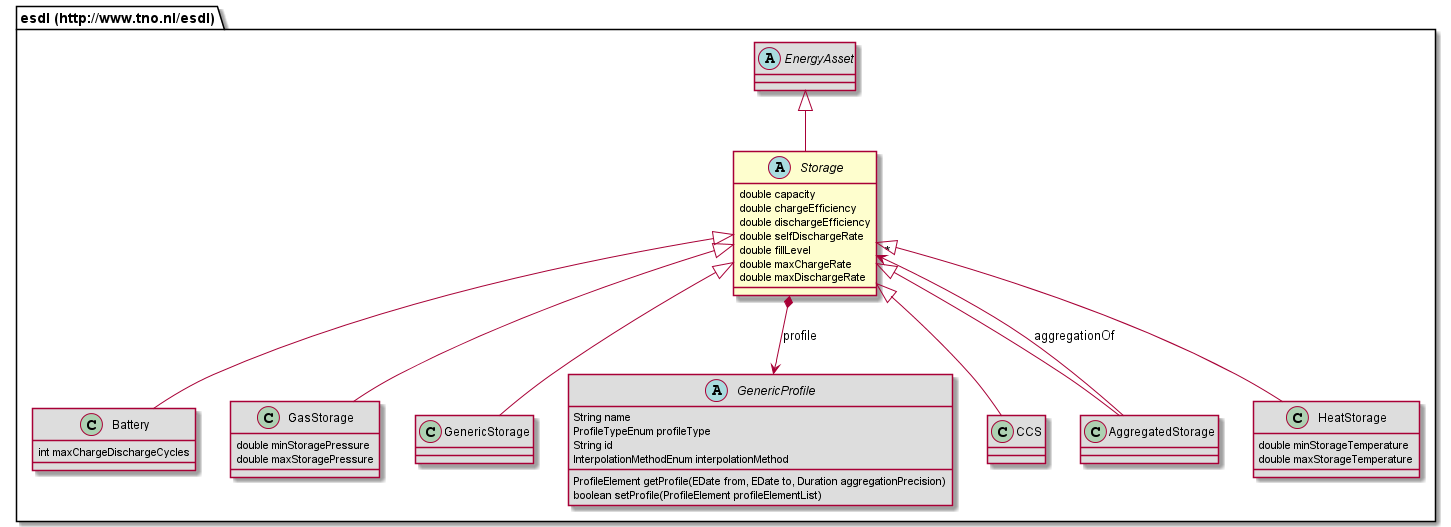 esdl (http://www.tno.nl/esdl)
A EnergyAsset
A Storage
double capacity
double chargeEfficiency
double dischargeEfficiency
double selfDischargeRate
double fillLevel
double maxChargeRate
double maxDischargeRate
*
profile
aggregationOf
C Battery
int maxChargeDischargeCycles
C GasStorage
double minStoragePressure
double maxStoragePressure
C GenericStorage
A GenericProfile
String name
ProfileTypeEnum profileType
String id
InterpolationMethodEnum interpolationMethod
ProfileElement getProfile(EDate from, EDate to, Duration aggregationPrecision)
boolean setProfile(ProfileElement profileElementList)
C CCS
C AggregatedStorage
C HeatStorage
double minStorageTemperature
double maxStorageTemperature